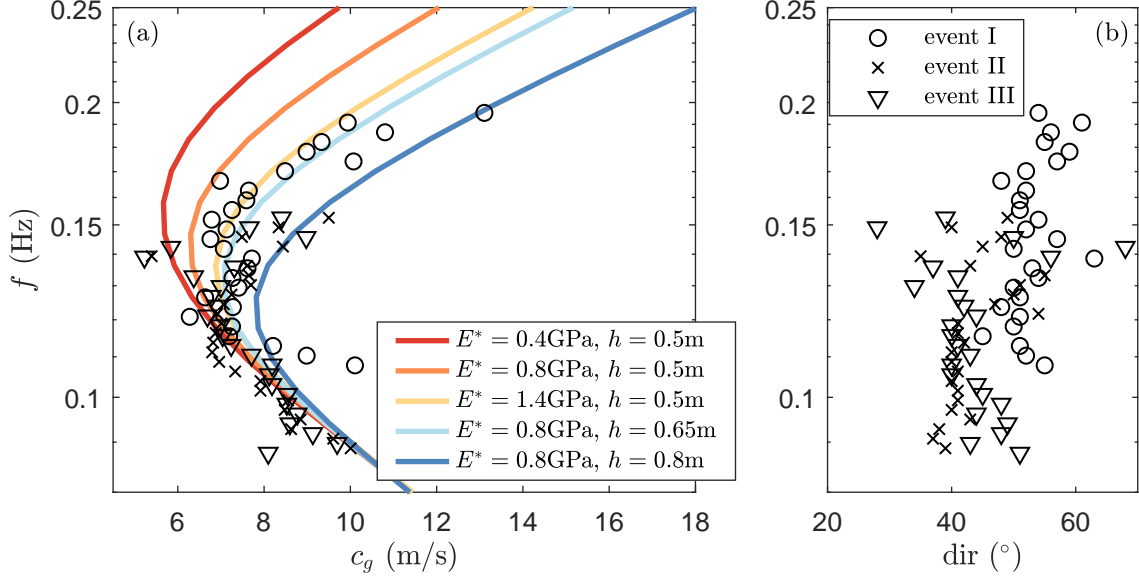 (a)
0.25
0.2
0.15
0.1
f (Hz)
6 8 10 12 14 16 18
c_g (m/s)
E* = 0.4GPa, h = 0.5m
E* = 0.8GPa, h = 0.5m
E* = 1.4GPa, h = 0.5m
E* = 0.8GPa, h = 0.65m
E* = 0.8GPa, h = 0.8m
(b)
event I
event II
event III
0.25
0.2
0.15
0.1
20 40 60
dir (°)